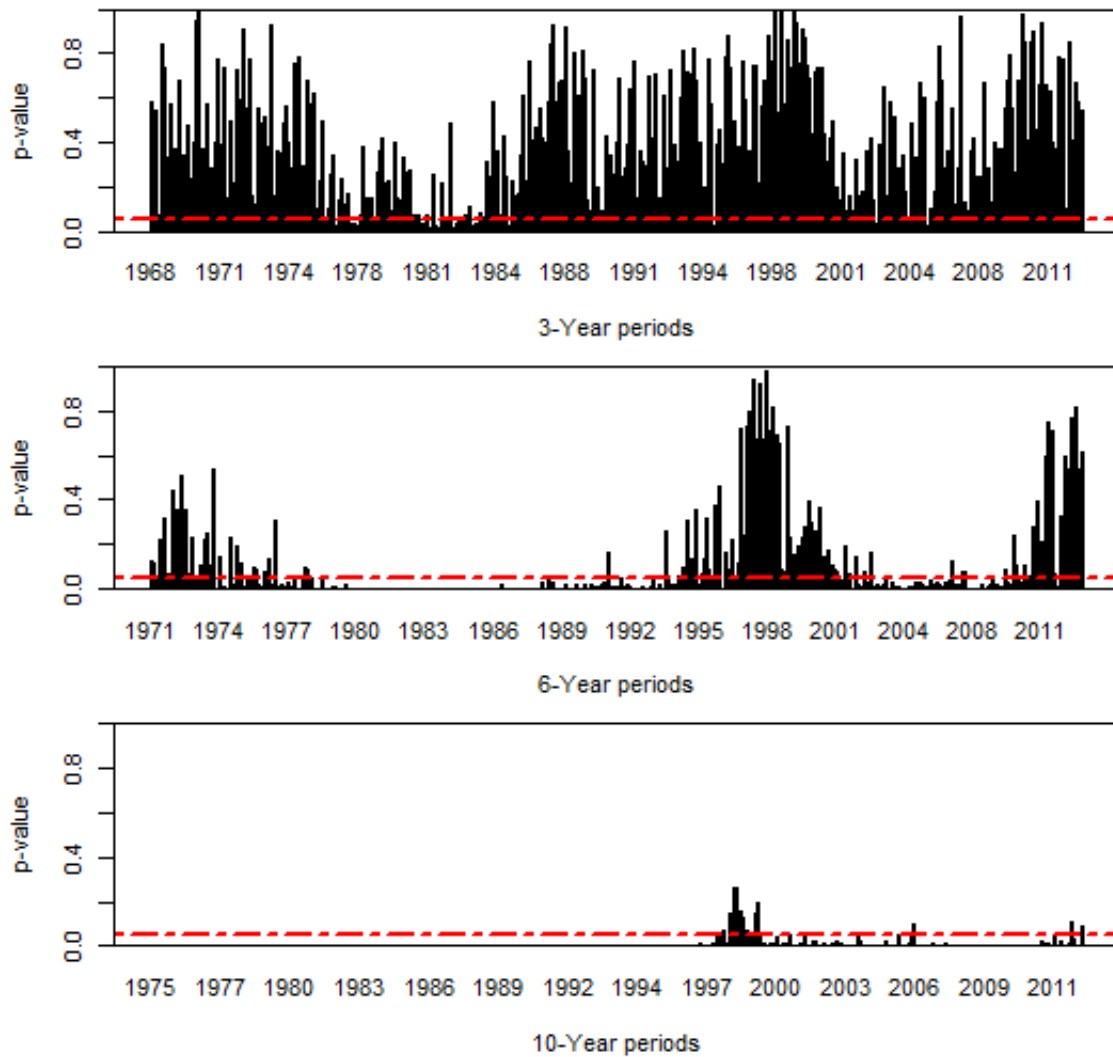 p-value
0.0 0.4 0.8
1968 1971 1974 1978 1981 1984 1988 1991 1994 1998 2001 2004 2008 2011
3-Year periods
p-value
0.0 0.4 0.8
1971 1974 1977 1980 1983 1986 1989 1992 1995 1998 2001 2004 2008 2011
6-Year periods
p-value
0.0 0.4 0.8
1975 1977 1980 1983 1986 1989 1992 1994 1997 2000 2003 2006 2009 2011
10-Year periods